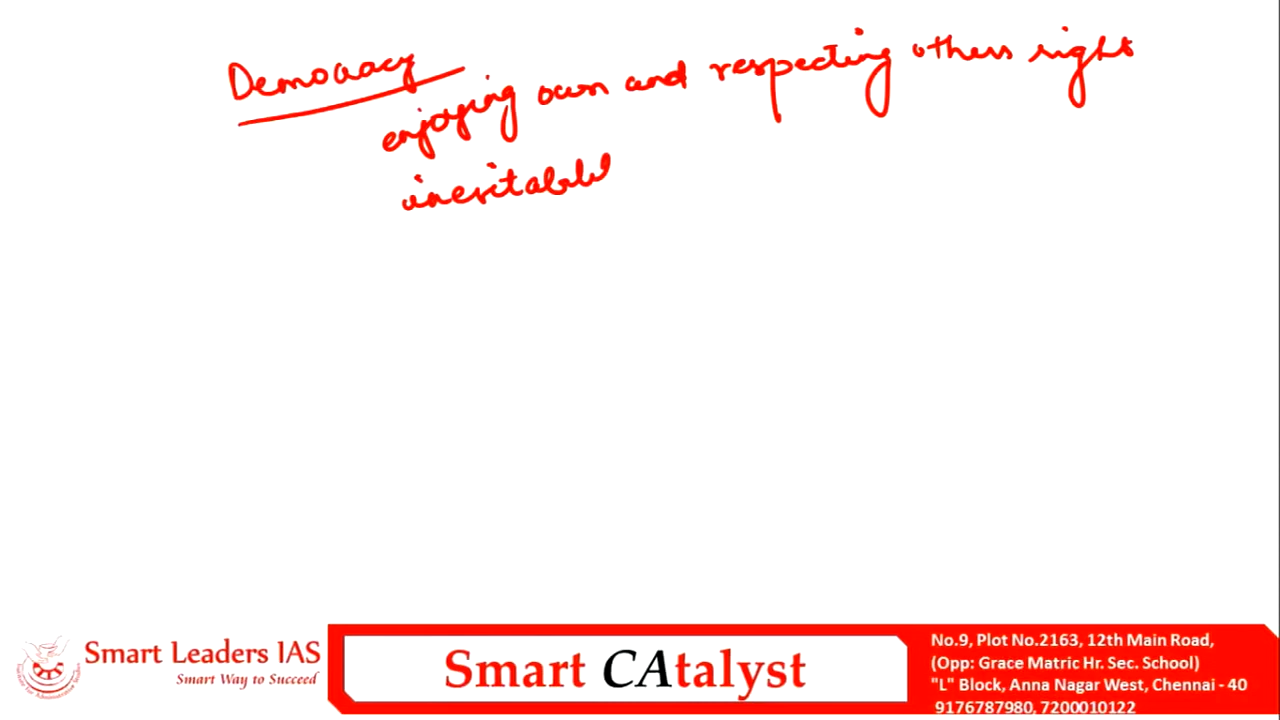 Democracy
enjoying own and respecting others right
inevitable
Smart Leaders IAS
Smart Way to Succeed
Smart CAtalyst
No.9, Plot No.2163, 12th Main Road,
(Opp: Grace Matric Hr. Sec. School)
"L" Block, Anna Nagar West, Chennai - 40
9176787980, 7200010122